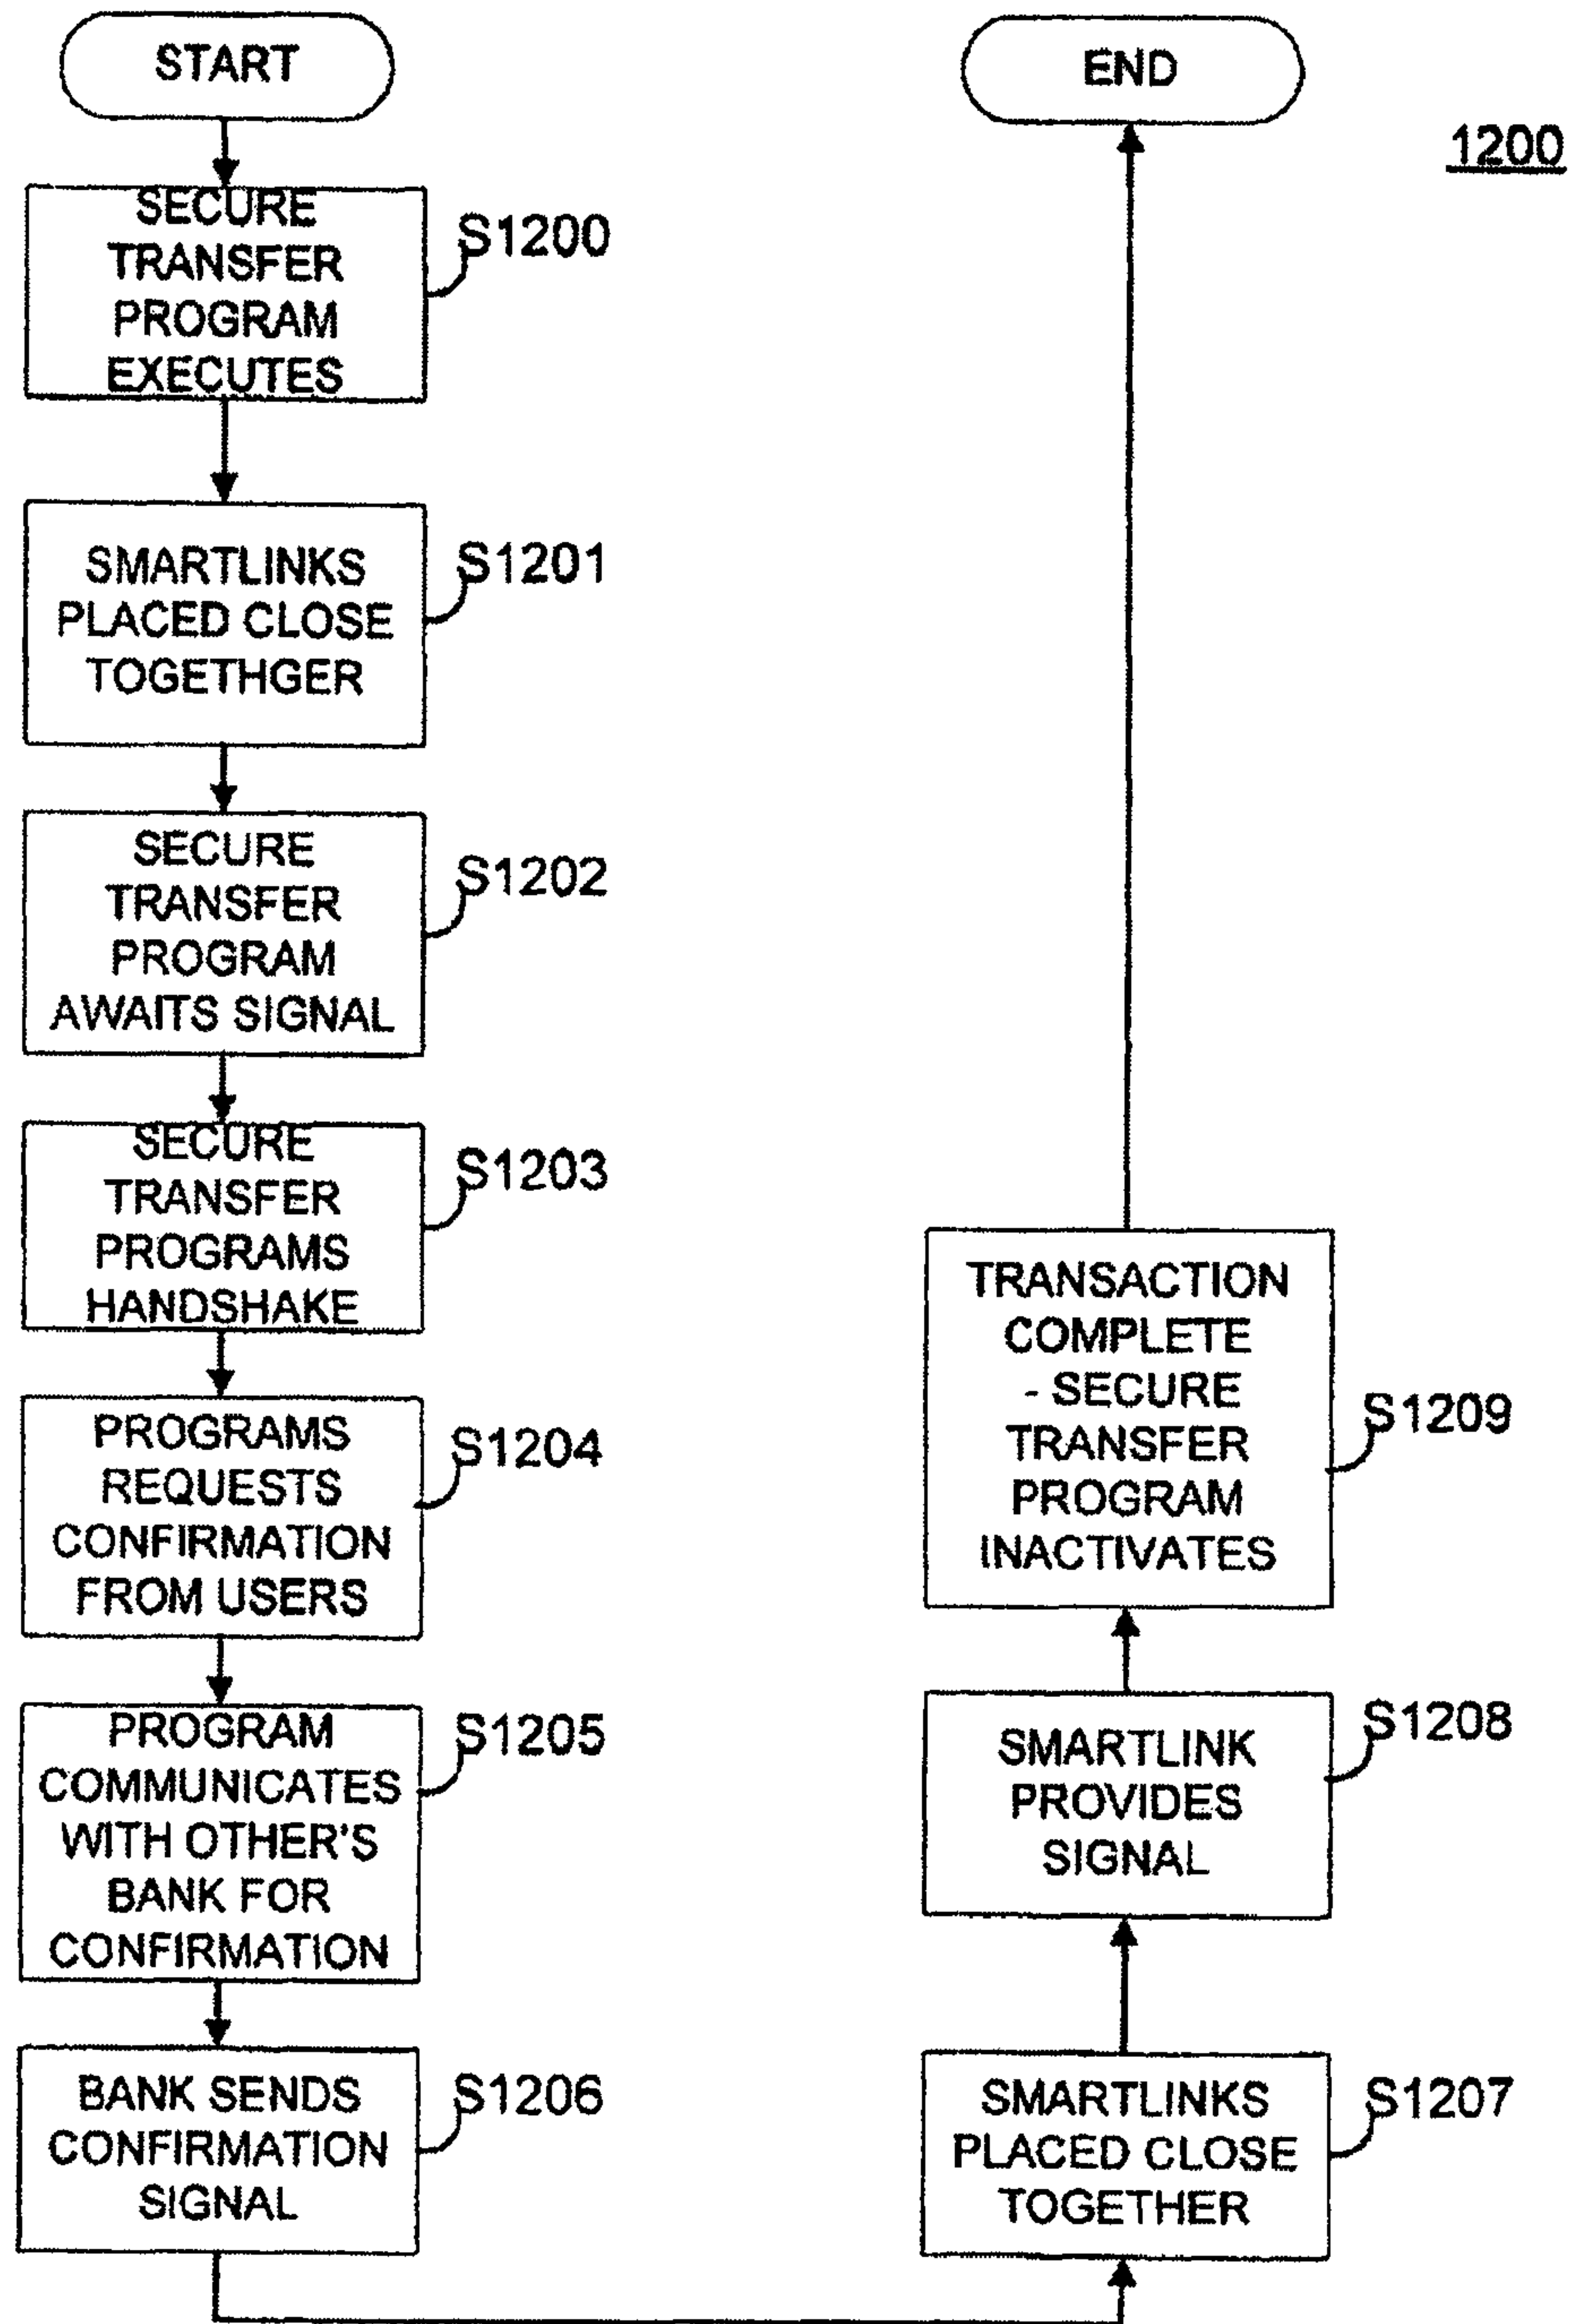 START
SECURE
TRANSFER
PROGRAM
EXECUTES
S1200
SMARTLINKS
PLACED CLOSE
TOGETHGER
S1201
SECURE
TRANSFER
PROGRAM
AWAITS SIGNAL
S1202
SECURE
TRANSFER
PROGRAMS
HANDSHAKE
S1203
PROGRAMS
REQUESTS
CONFIRMATION
FROM USERS
S1204
PROGRAM
COMMUNICATES
WITH OTHER'S
BANK FOR
CONFIRMATION
S1205
BANK SENDS
CONFIRMATION
SIGNAL
S1206
SMARTLINKS
PLACED CLOSE
TOGETHER
S1207
SMARTLINK
PROVIDES
SIGNAL
S1208
TRANSACTION
COMPLETE
- SECURE
TRANSFER
PROGRAM
INACTIVATES
S1209
END
1200